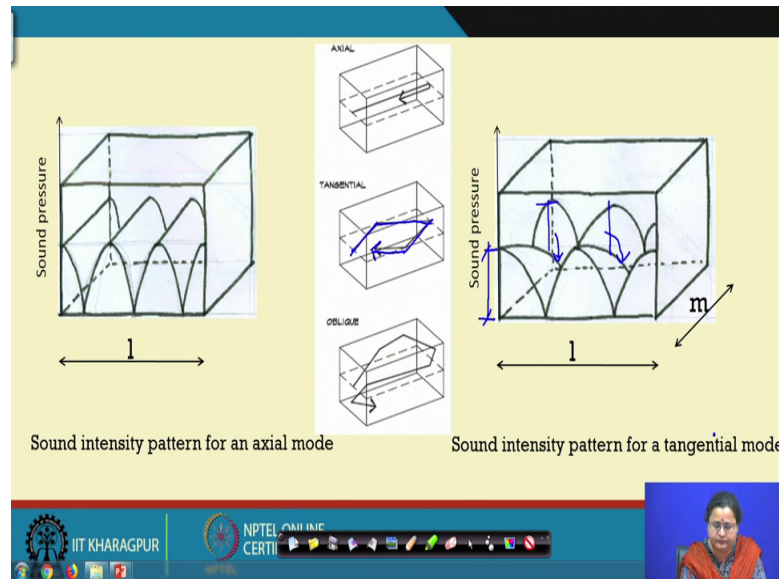 AXIAL
Sound pressure
TANGENTIAL
Sound pressure
OBLIQUE
l
l
m
Sound intensity pattern for an axial mode
Sound intensity pattern for a tangential mode
IIT KHARAGPUR
NPTEL ONLINE
CERTI
NPTEL